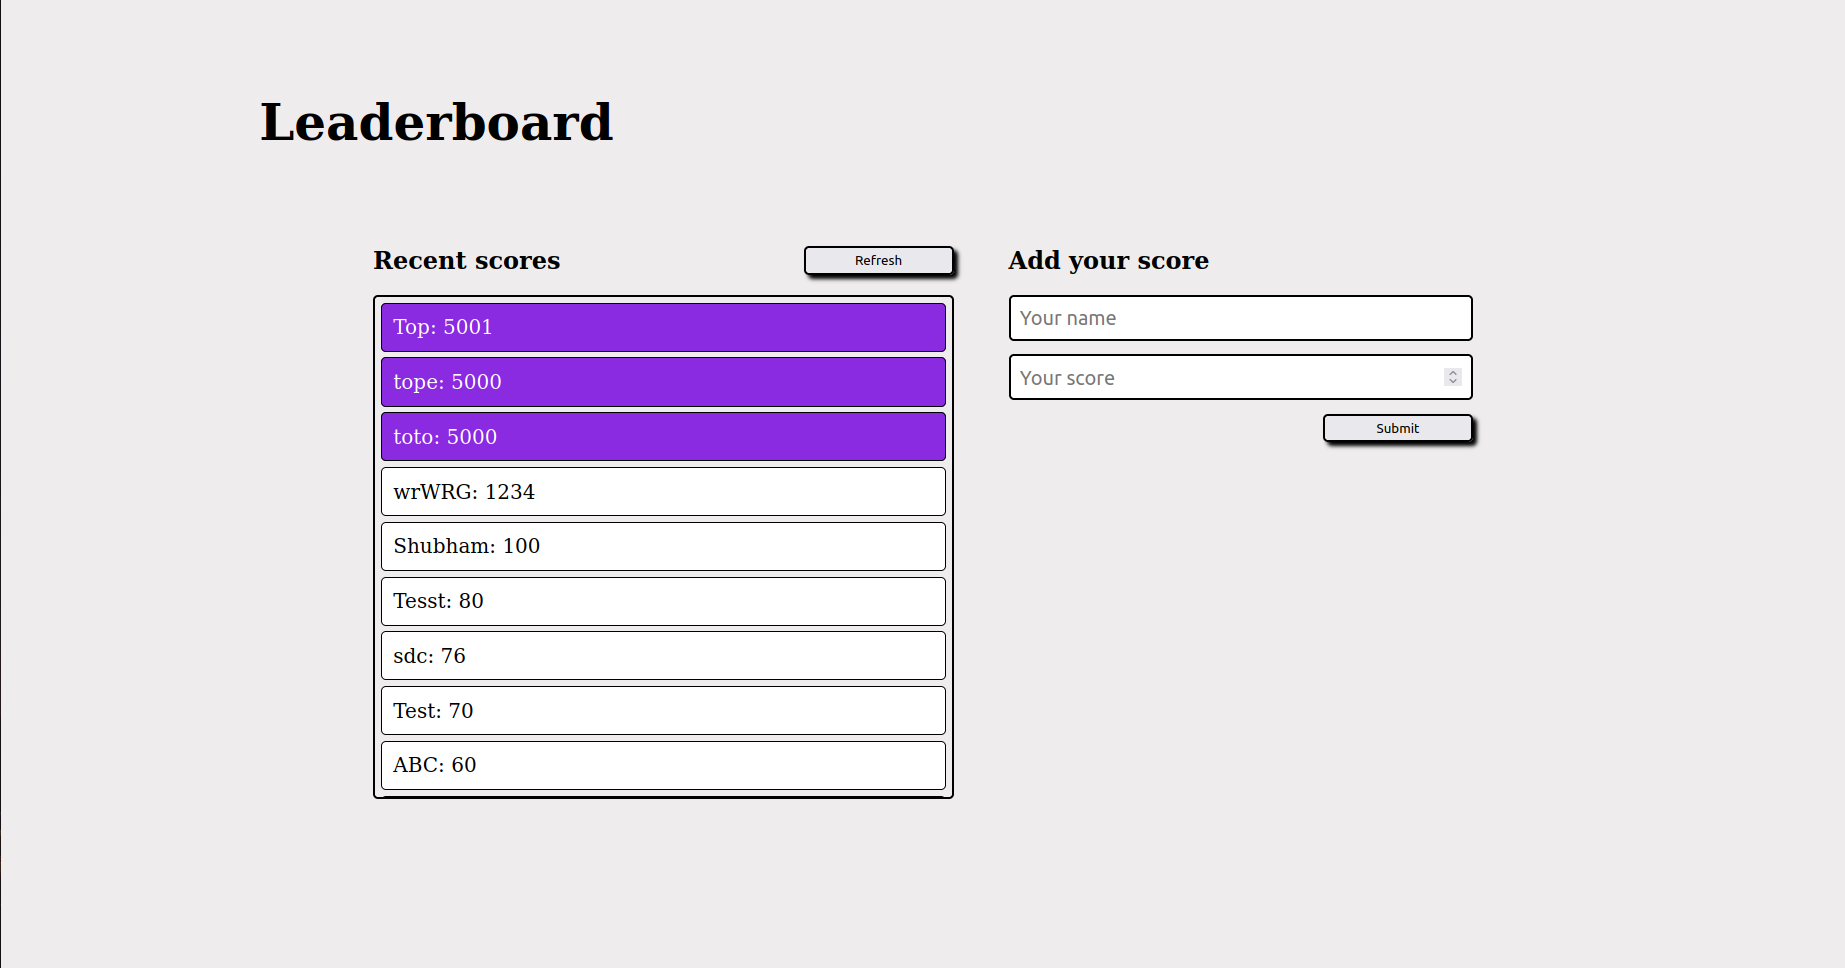 Leaderboard
Recent scores
Refresh
Top: 5001
tope: 5000
toto: 5000
wrWRG: 1234
Shubham: 100
Tesst: 80
sdc: 76
Test: 70
ABC: 60
Add your score
Your name
Your score
Submit